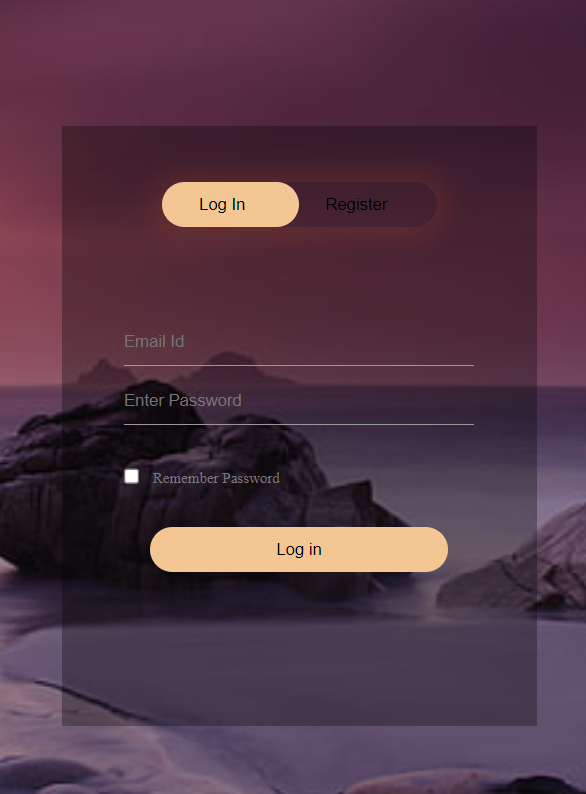 Log In Register
Email Id
Enter Password
Remember Password
Log in